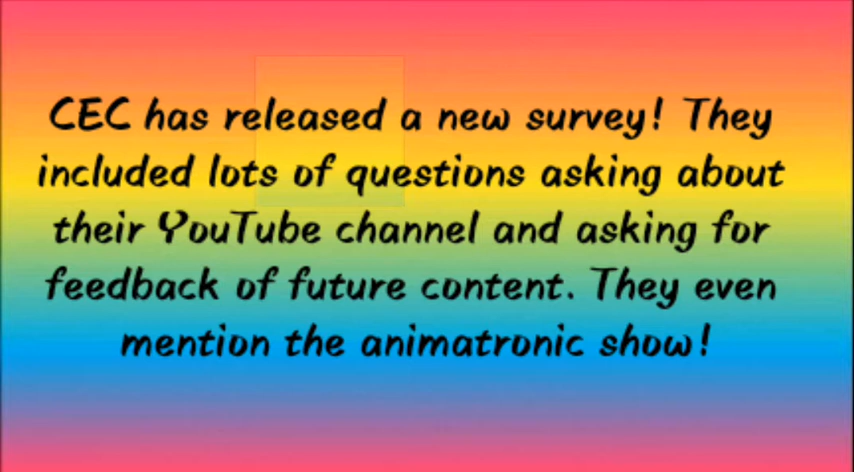 CEC has released a new survey! They
included lots of questions asking about
their YouTube channel and asking for
feedback of future content. They even
mention the animatronic show!